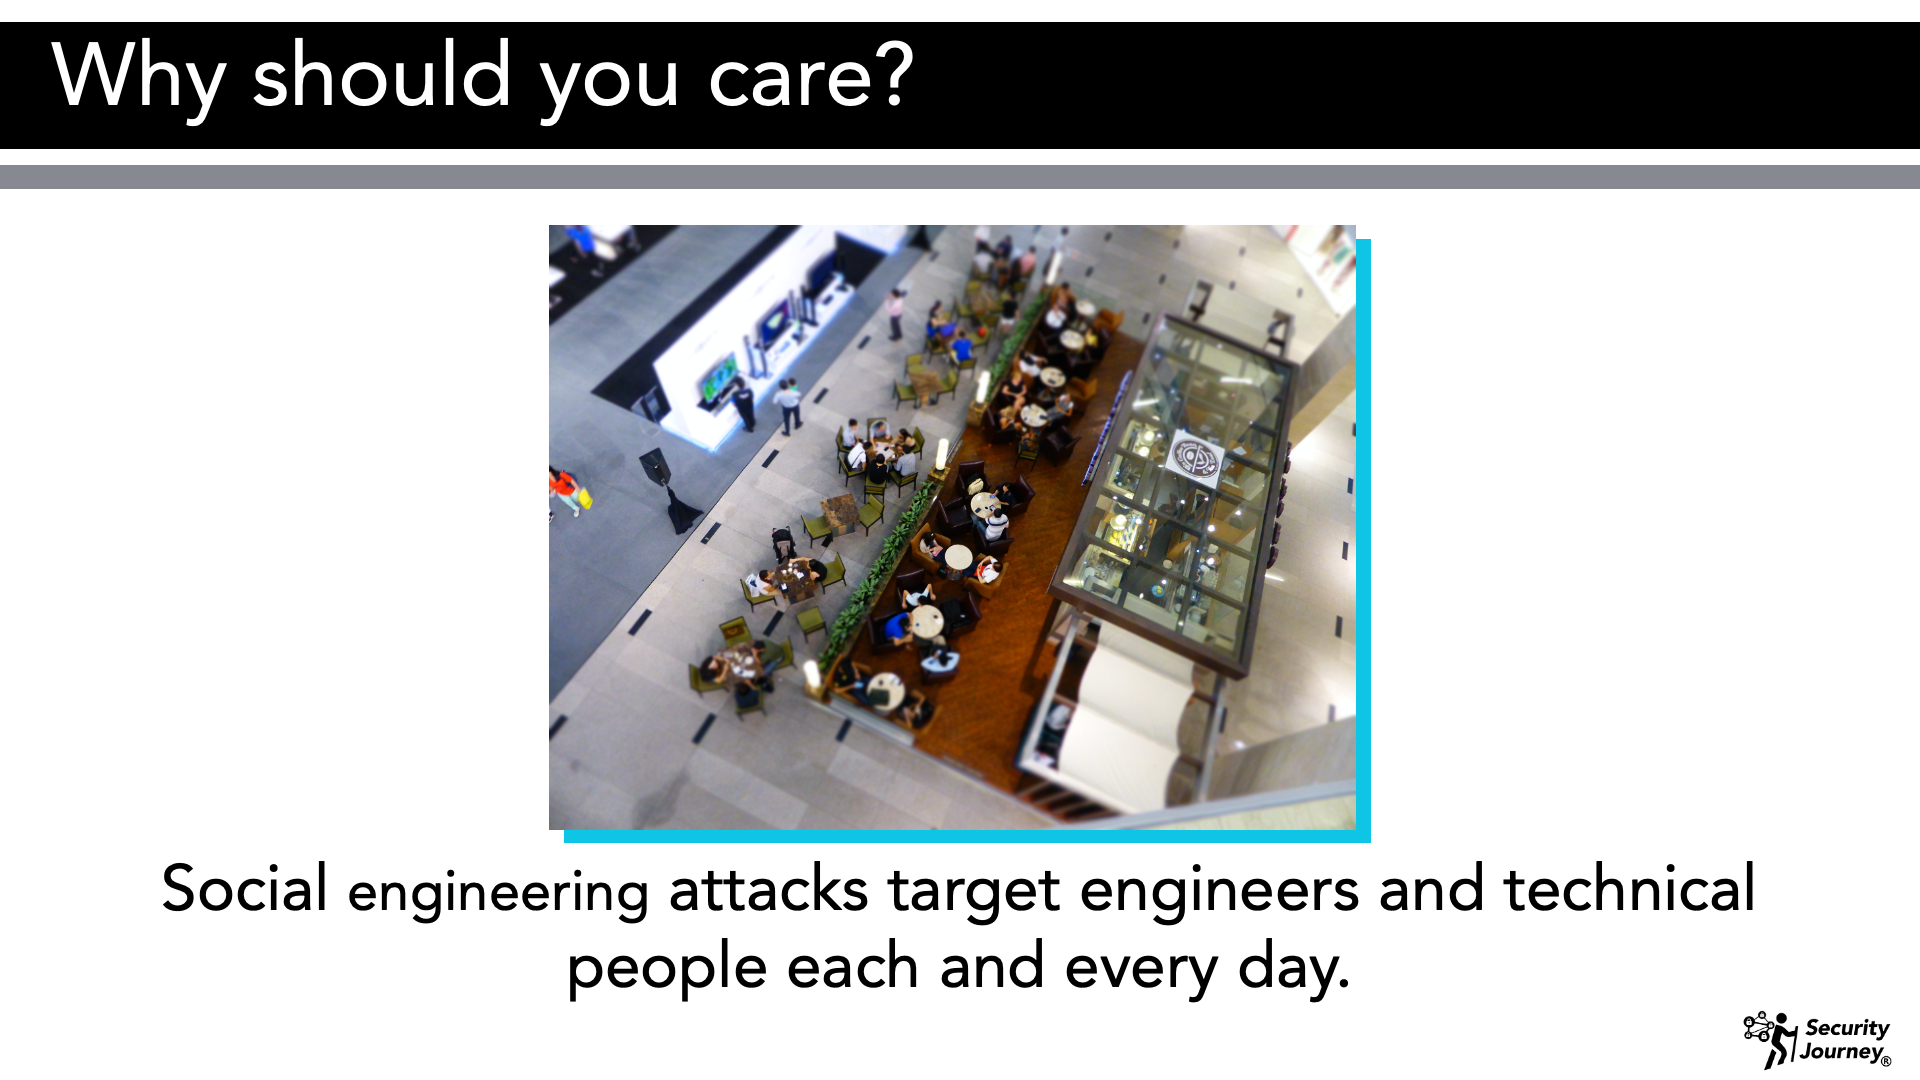 Why should you care?
Social engineering attacks target engineers and technical
people each and every day.
Security
Journey®